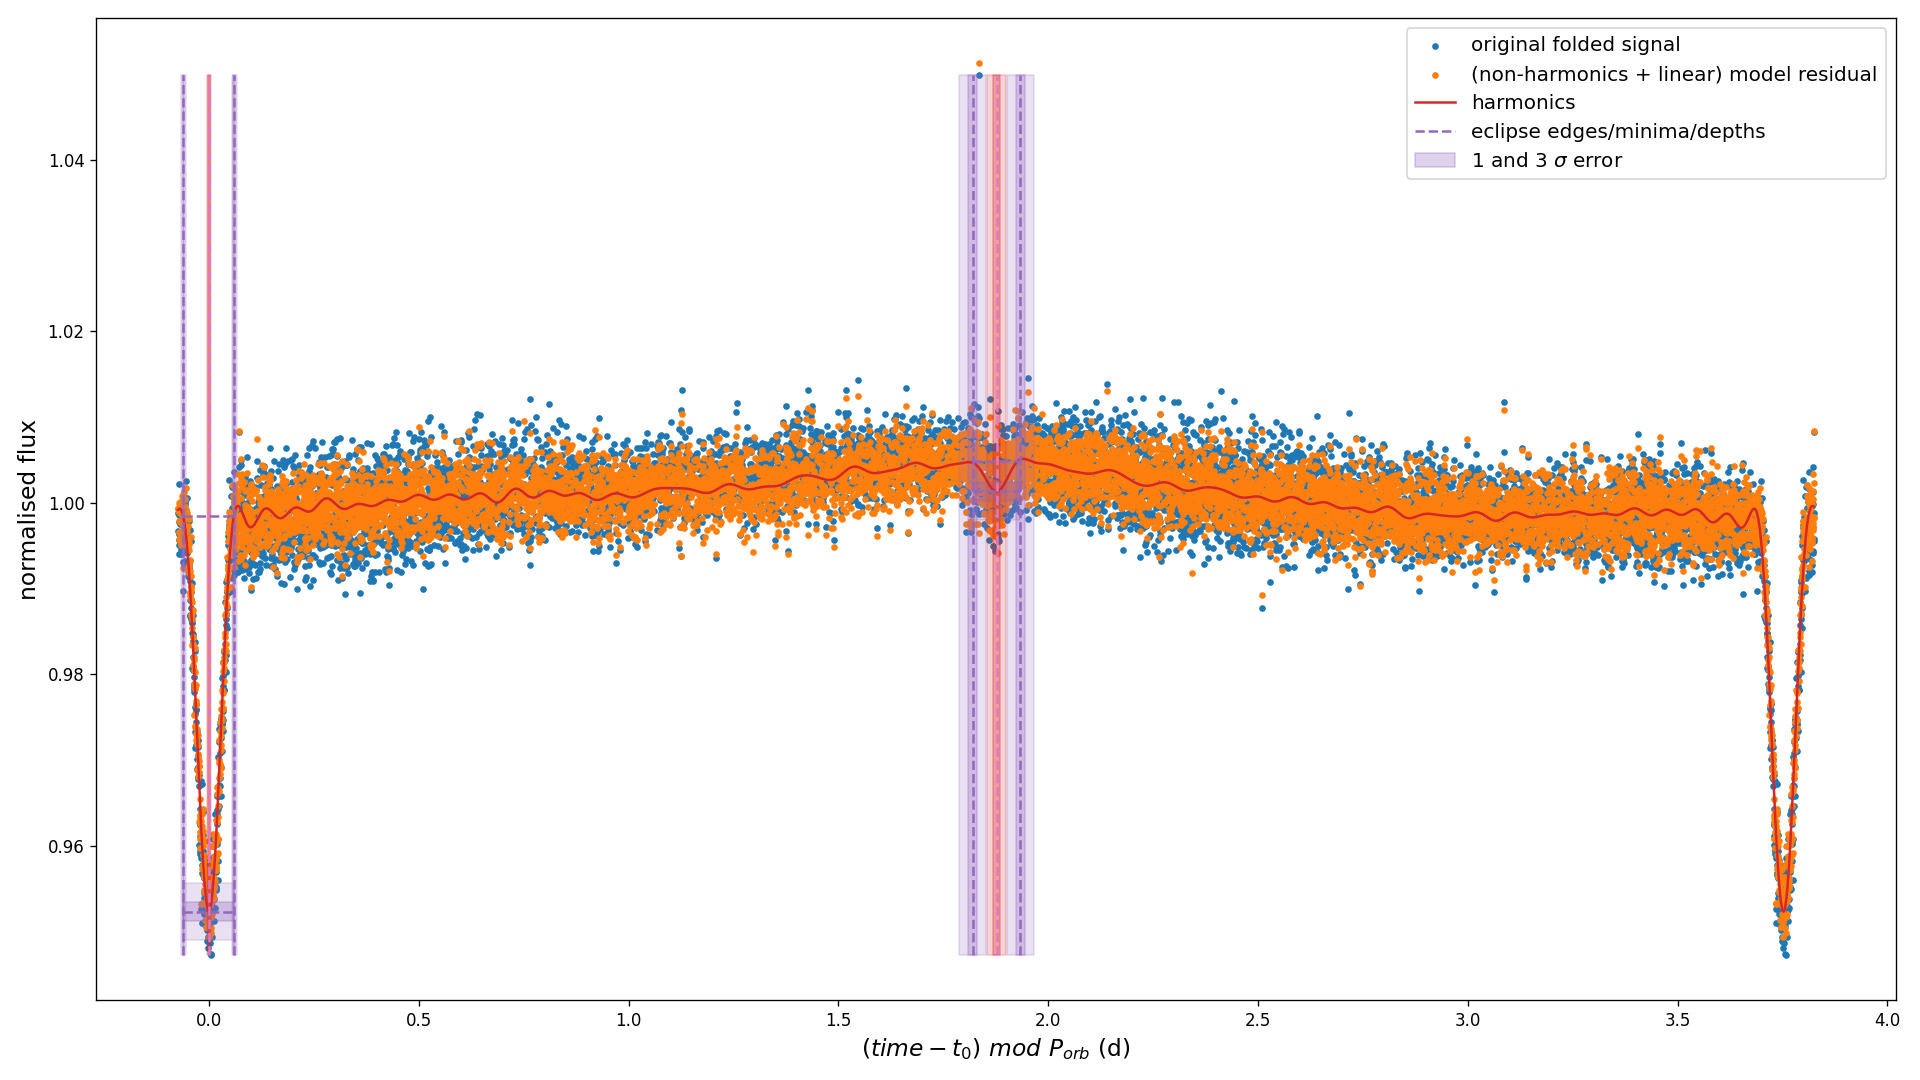 original folded signal
(non-harmonics + linear) model residual
harmonics
eclipse edges/minima/depths
1 and 3 σ error
normalised flux
1.04
1.02
1.00
0.98
0.96
0.0 0.5 1.0 1.5 2.0 2.5 3.0 3.5 4.0
(time − t₀) mod Pₒᵣb (d)